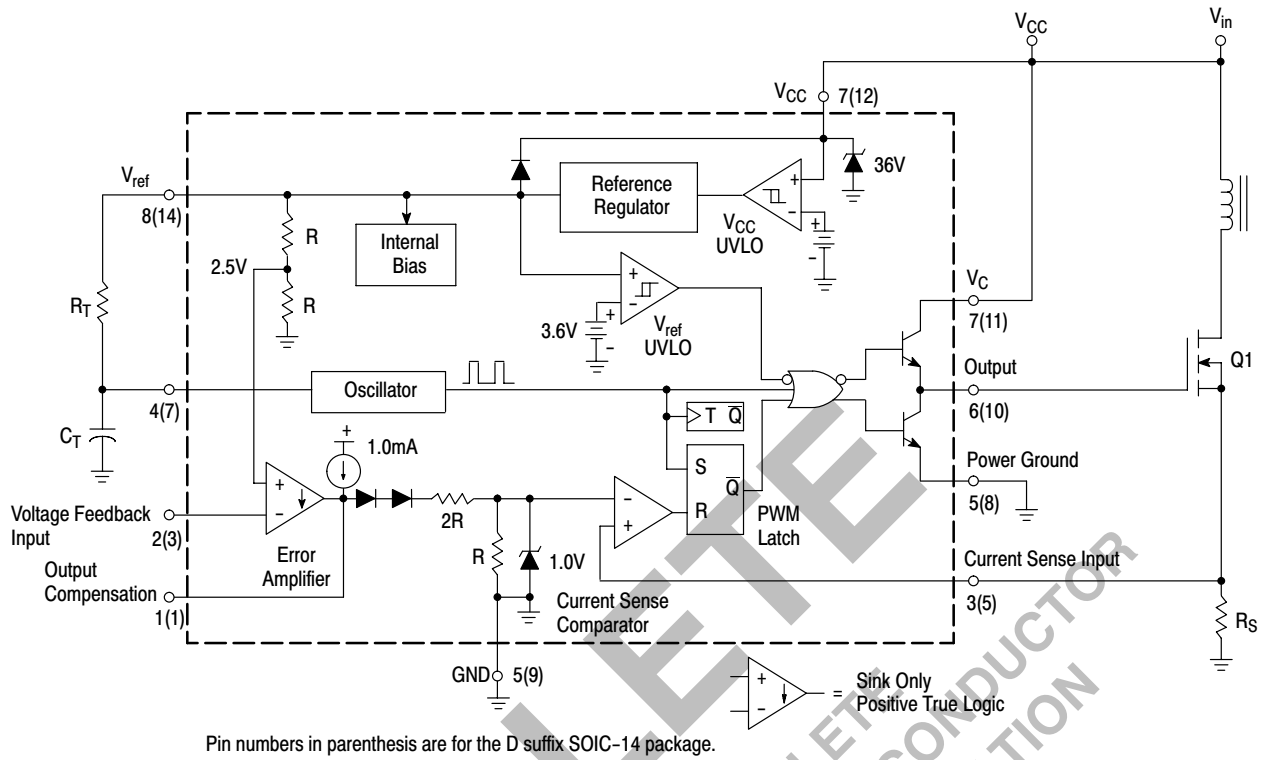 VCC
Vin
VCC 7(12)
36V
Vref
8(14)
R
Internal
Bias
Reference
Regulator
+
−
VCC
UVLO
+
−
2.5V
R
RT
+
−
3.6V
+
−
Vref
UVLO
VC
7(11)
Q1
Oscillator
Output
6(10)
4(7)
CT
T Q
+
1.0mA
S
Q
R
PWM
Latch
Power Ground
5(8)
+
−
Voltage Feedback
Input
2(3)
Error
Amplifier
2R
−
+
R
1.0V
Output
Compensation
1(1)
Current Sense
Comparator
Current Sense Input
3(5)
RS
GND 5(9)
+
−
=
Sink Only
Positive True Logic
LETE
LETE
CONDUCTOR
TION
Pin numbers in parenthesis are for the D suffix SOIC−14 package.